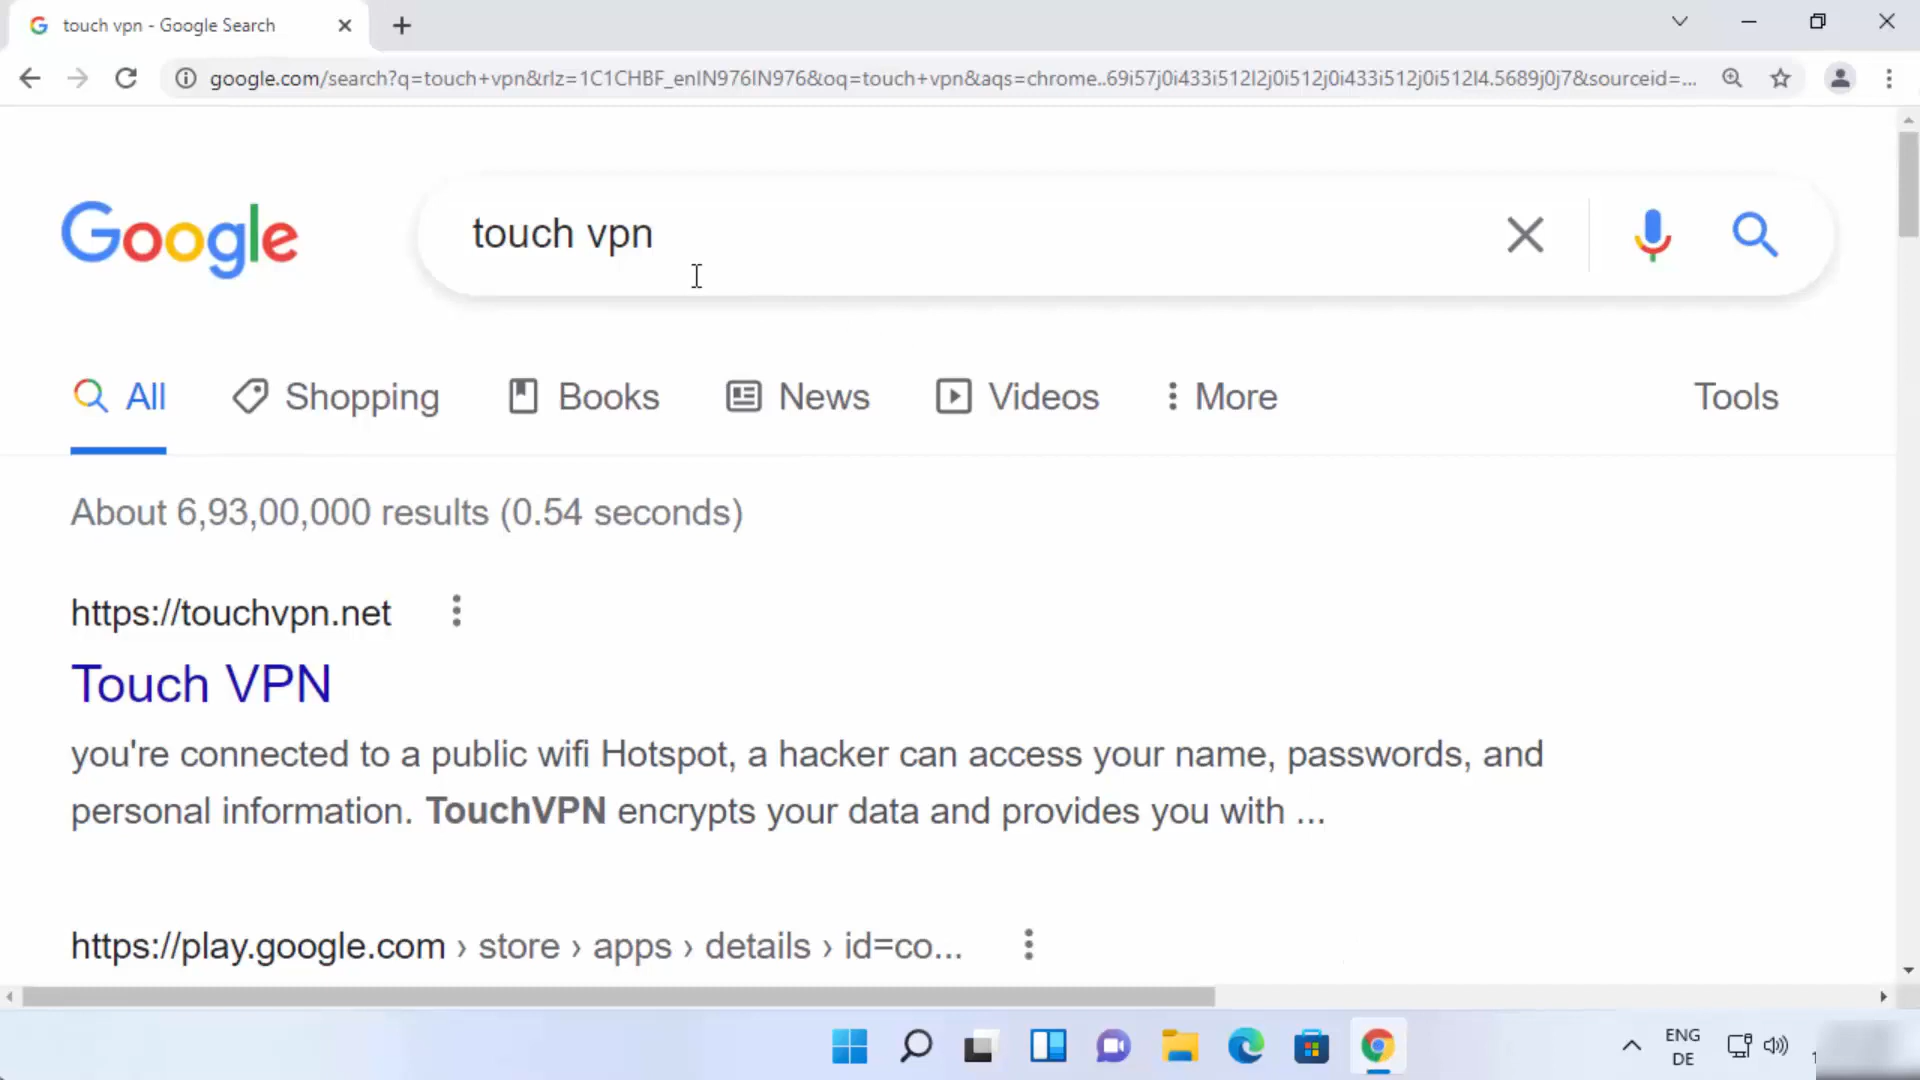 touch vpn - Google Search
google.com/search?q=touch+vpn&rlz=1C1CHBF_enIN976IN976&oq=touch+vpn&aqs=chrome..69i57j0i433i512l2j0i512j0i433i512j0i512l4.5689j0j7&sourceid=...
Google
touch vpn
All
Shopping
Books
News
Videos
More
Tools
About 6,93,00,000 results (0.54 seconds)
https://touchvpn.net
Touch VPN
you're connected to a public wifi Hotspot, a hacker can access your name, passwords, and
personal information. TouchVPN encrypts your data and provides you with ...
https://play.google.com › store › apps › details › id=co...
ENG
DE